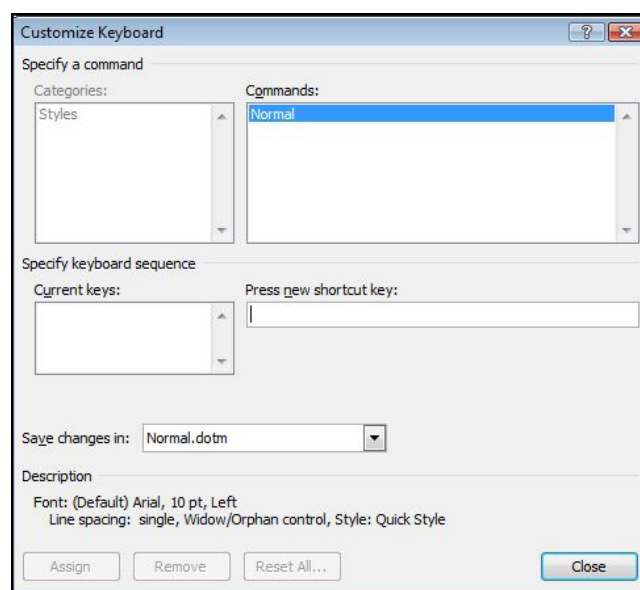 Customize Keyboard
Specify a command
Categories:
Commands:
Styles
Normal
Specify keyboard sequence
Current keys:
Press new shortcut key:
Save changes in: Normal.dotm
Description
Font: (Default) Arial, 10 pt, Left
Line spacing: single, Widow/Orphan control, Style: Quick Style
Assign Remove Reset All... Close